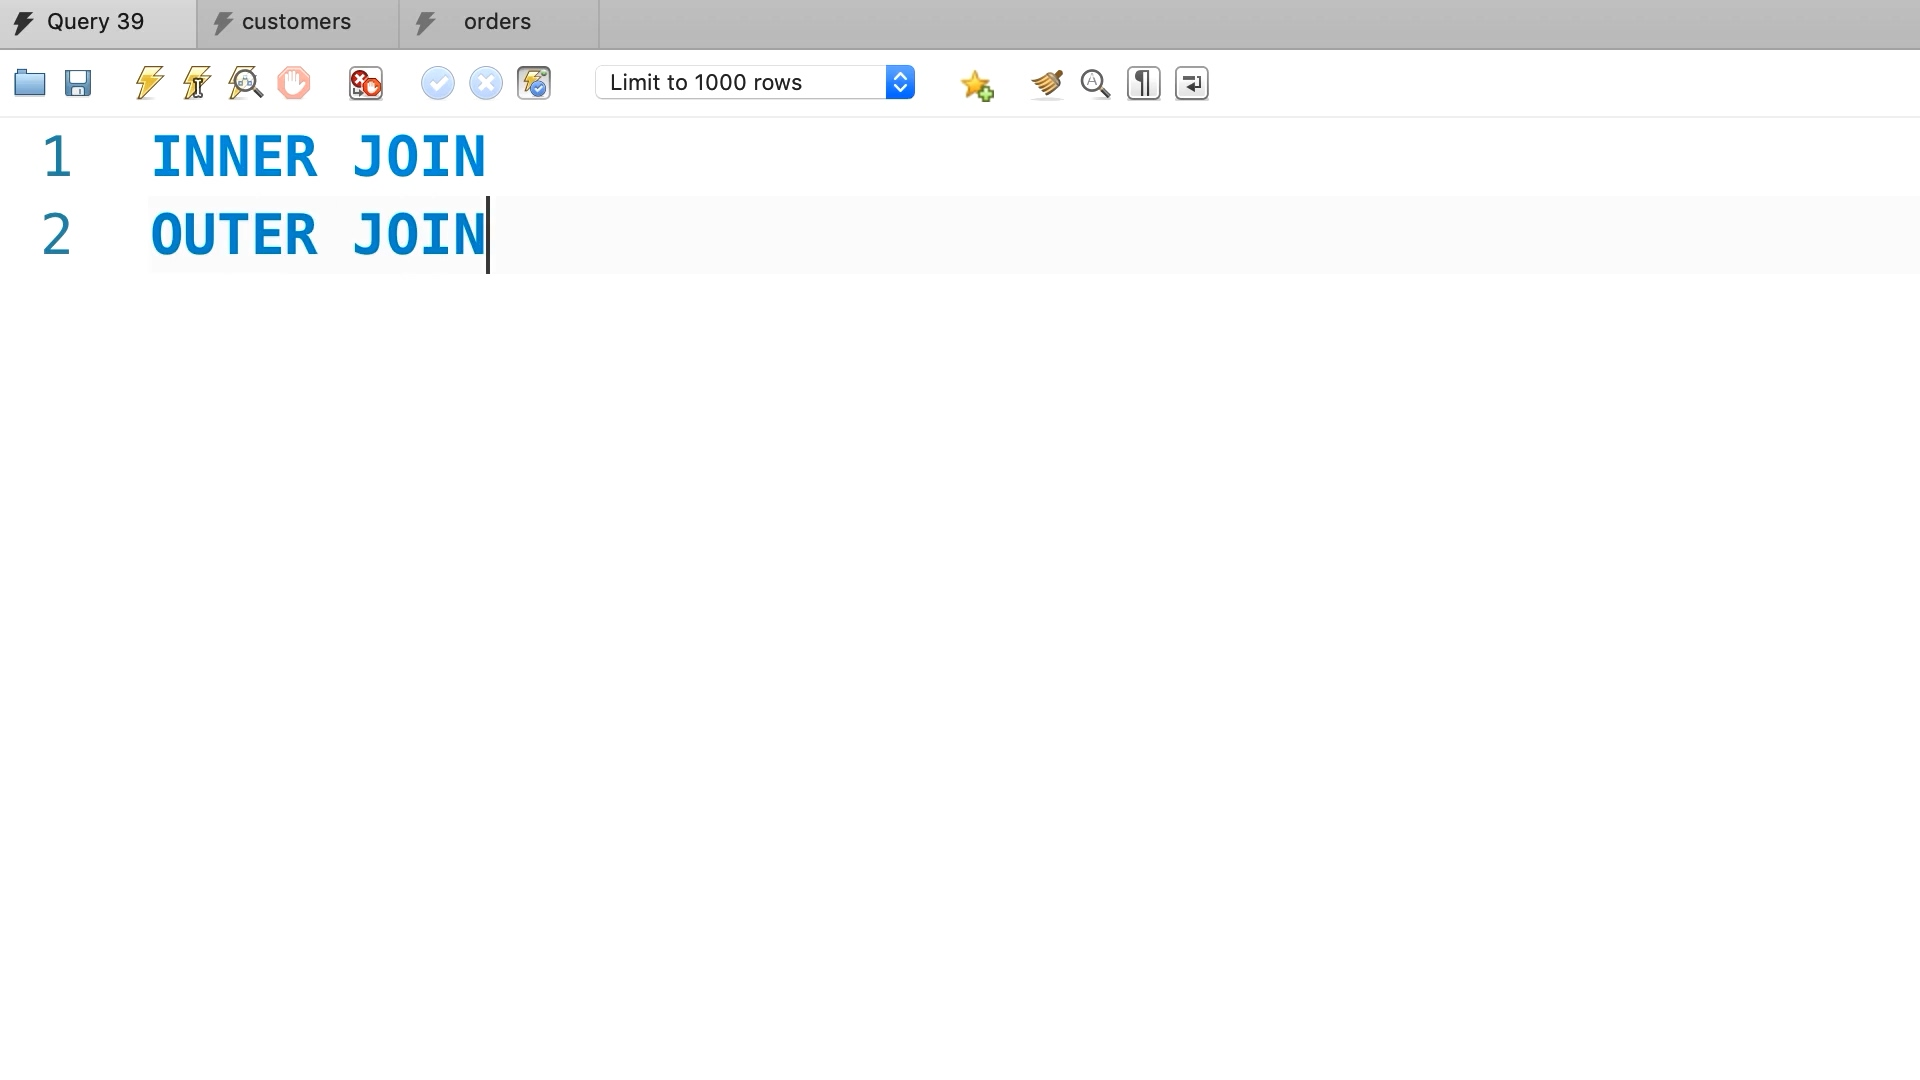 Query 39
customers
orders
Limit to 1000 rows
1 INNER JOIN
2 OUTER JOIN